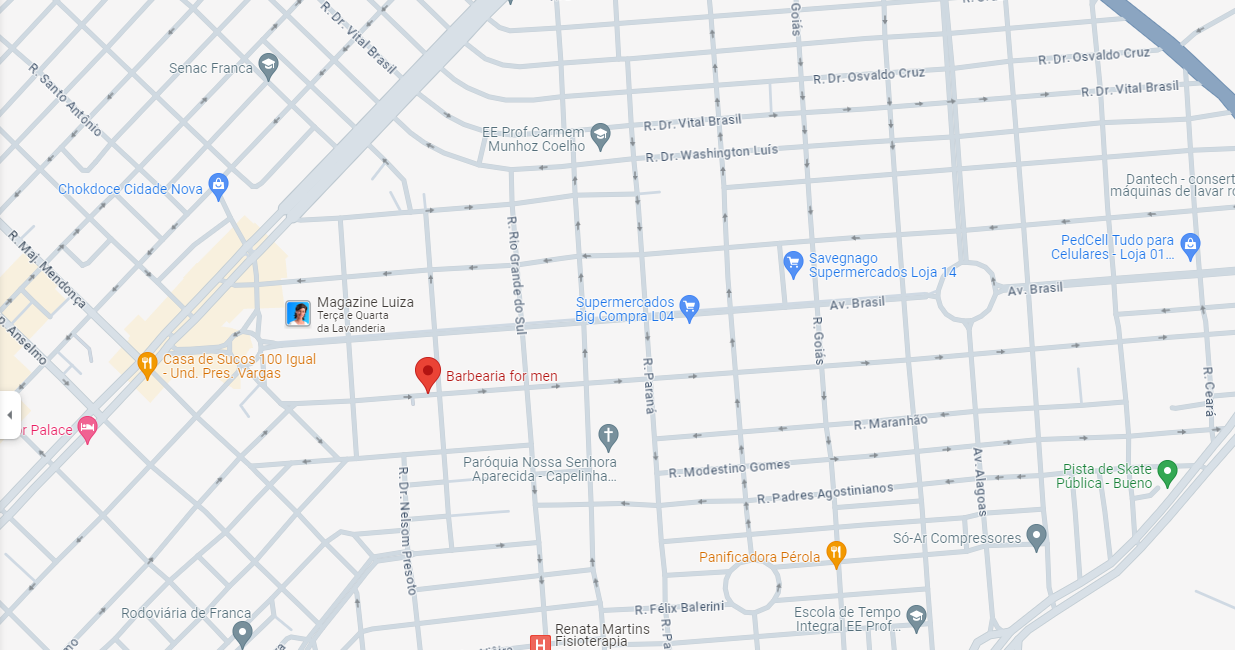 R. Dr. Vital Brasil
Goiás
R. Dr. Osvaldo Cruz
Senac Franca
R. Dr. Osvaldo Cruz
R. Santo Antônio
R. Dr. Vital Brasil
R. Dr. Vital Brasil
EE Prof Carmem
Munhoz Coelho
R. Dr. Washington Luís
Chokdoce Cidade Nova
Dantech - consert
máquinas de lavar ro
R. Maj. Mendonça
R. Rio Grande do Sul
PedCell Tudo para
Celulares - Loja 01...
Savegnago
Supermercados Loja 14
Av. Brasil
Av. Brasil
Magazine Luiza
Terça e Quarta
da Lavanderia
Supermercados
Big Compra L04
R. Goiás
Anselmo
Casa de Sucos 100 Igual
- Und. Pres. Vargas
Barbearia for men
R. Paraná
R. Ceará
R. Maranhão
r Palace
Paróquia Nossa Senhora
Aparecida - Capelinha...
R. Modestino Gomes
Av. Alagoas
Pista de Skate
Pública - Bueno
R. Padres Agostinianos
R. Dr. Nelsom Presoto
Só-Ar Compressores
Panificadora Pérola
Rodoviária de Franca
R. Félix Balerini
Escola de Tempo
Integral EE Prof...
Renata Martins
Fisioterapia
H
R. Pa